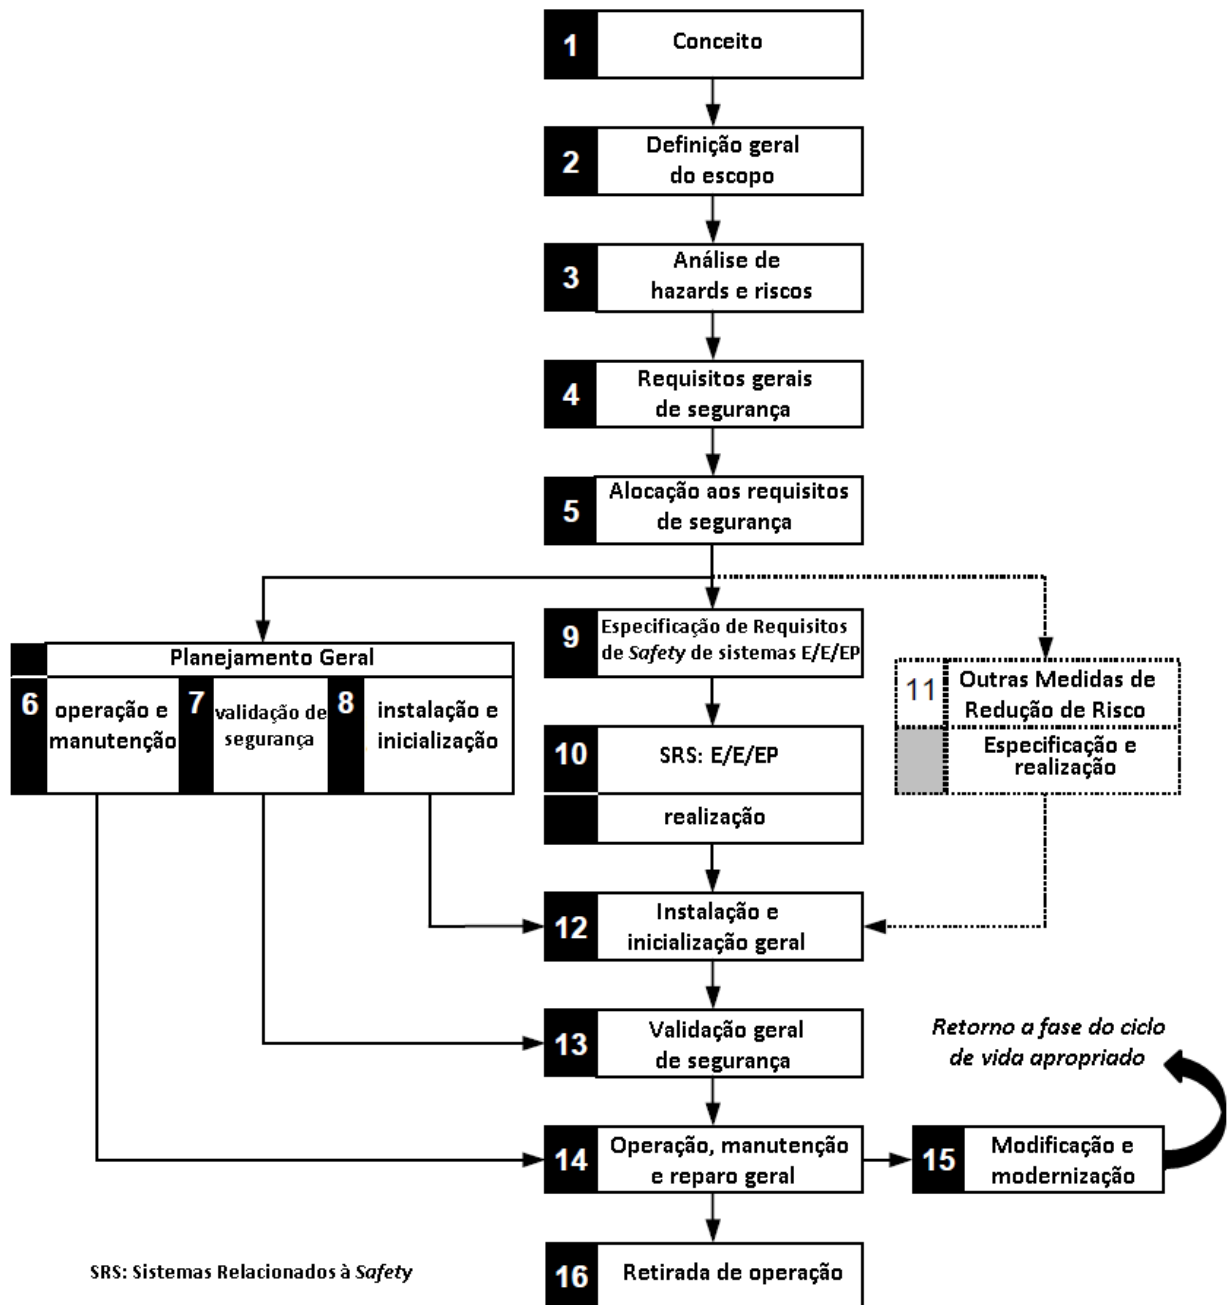 1
Conceito
2
Definição geral
do escopo
3
Análise de
hazards e riscos
4
Requisitos gerais
de segurança
5
Alocação aos requisitos
de segurança
9
Especificação de Requisitos
de Safety de sistemas E/E/EP
Planejamento Geral
6
operação e
manutenção
7
validação de
segurança
8
instalação e
inicialização
10
SRS: E/E/EP
realização
11
Outras Medidas de
Redução de Risco
Especificação e
realização
12
Instalação e
inicialização geral
13
Validação geral
de segurança
Retorno a fase do ciclo
de vida apropriado
14
Operação, manutenção
e reparo geral
15
Modificação e
modernização
16
Retirada de operação
SRS: Sistemas Relacionados à Safety